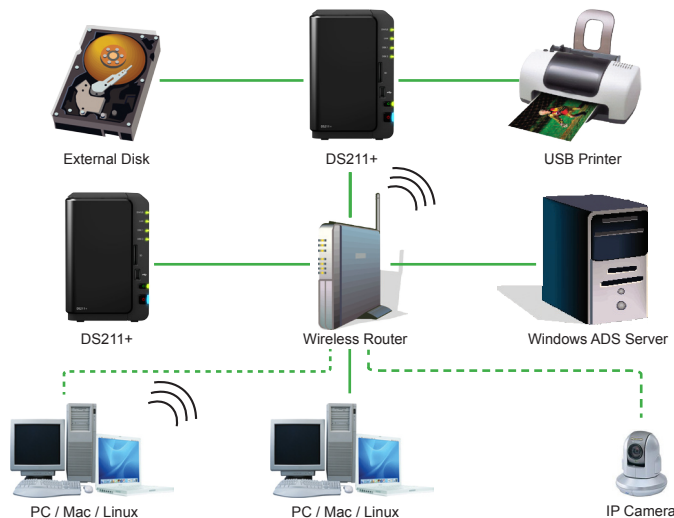 External Disk
DS211+
USB Printer
DS211+
Wireless Router
Windows ADS Server
PC / Mac / Linux
PC / Mac / Linux
IP Camera